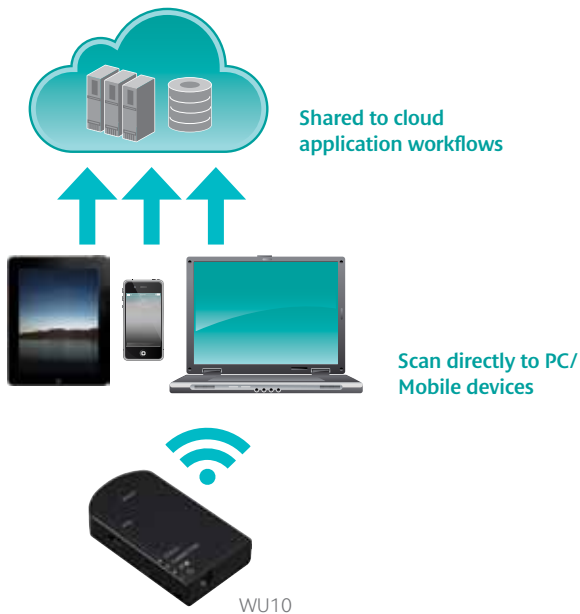 Shared to cloud
application workflows
Scan directly to PC/
Mobile devices
WU10